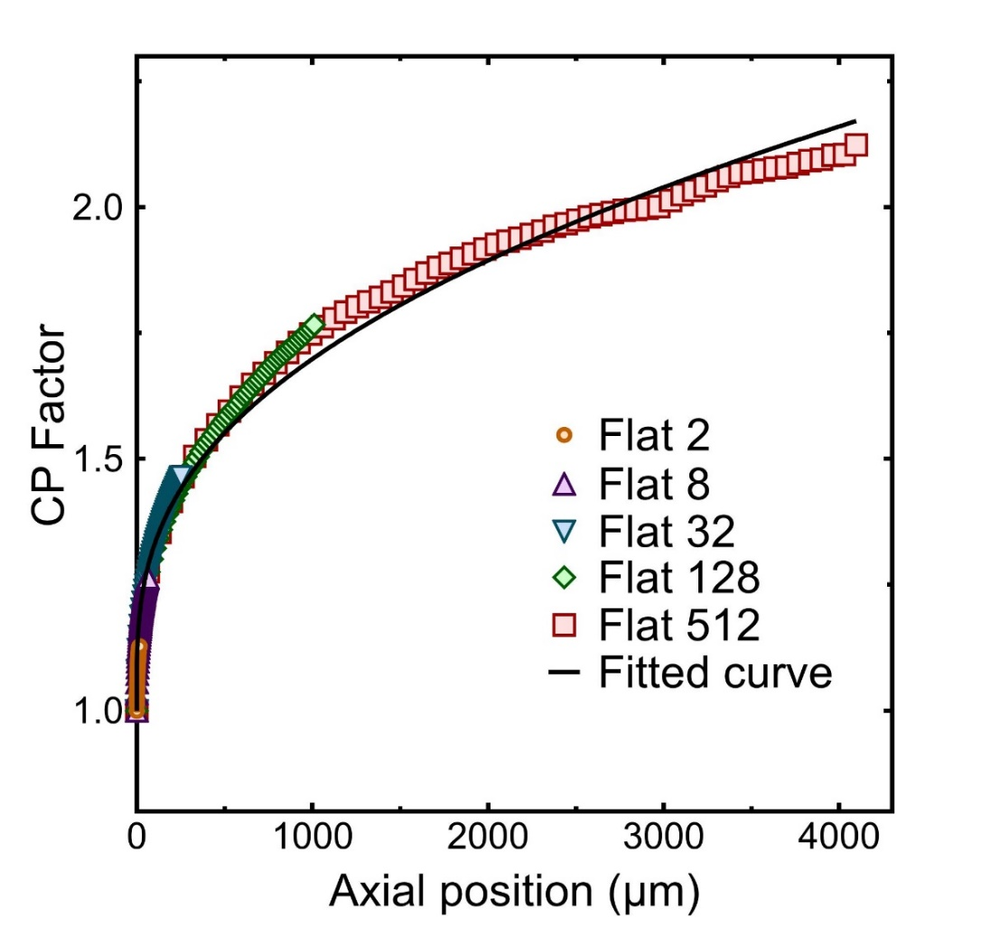 CP Factor
2.0
1.5
1.0
Flat 2
Flat 8
Flat 32
Flat 128
Flat 512
Fitted curve
0 1000 2000 3000 4000
Axial position (μm)